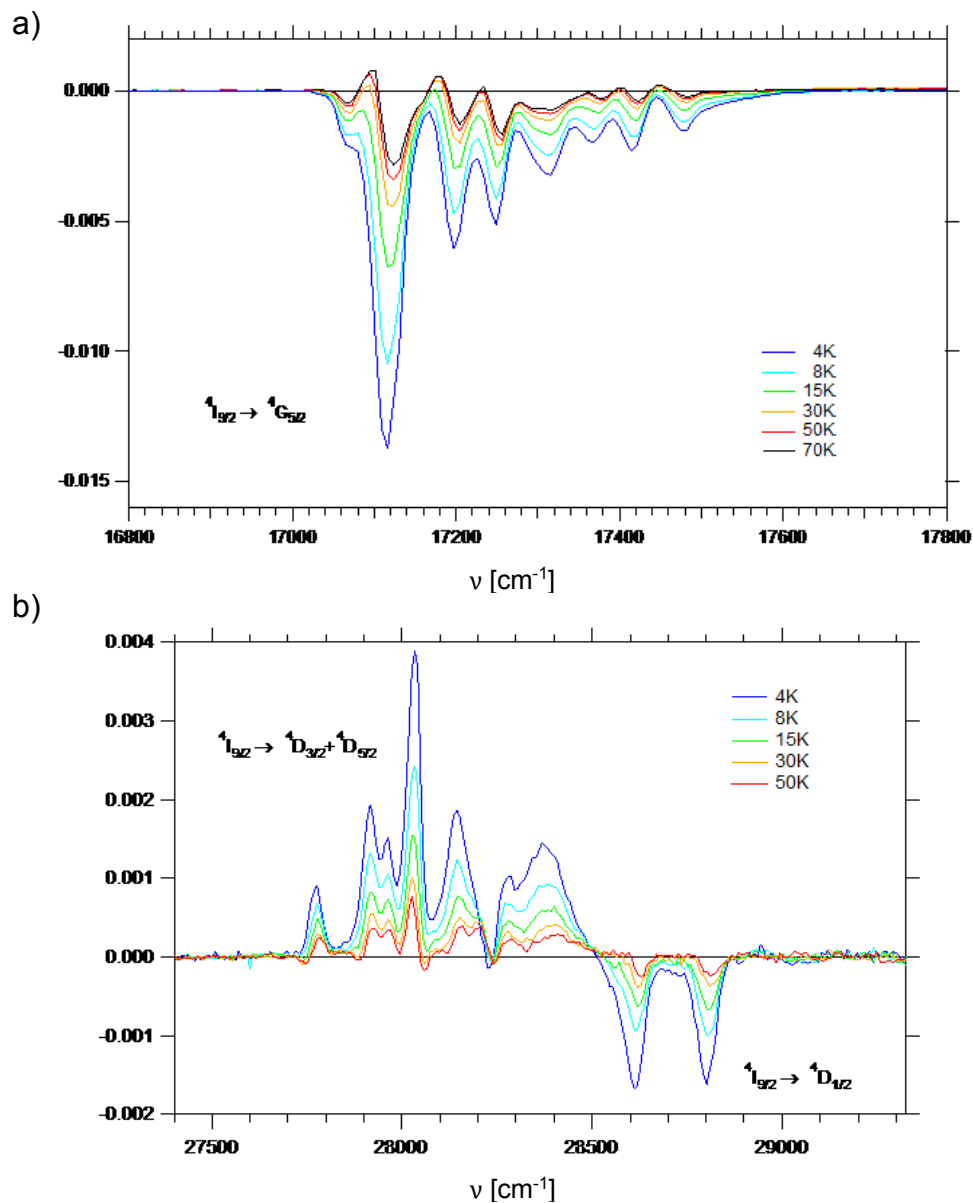 a)
0.000
-0.005
-0.010
-0.015
⁴I₉/₂ → ⁴G₅/₂
4K
8K
15K
30K
50K
70K
16800 17000 17200 17400 17600 17800
ν [cm⁻¹]
b)
0.004
0.003
0.002
0.001
0.000
-0.001
-0.002
⁴I₉/₂ → ⁴D₃/₂+⁴D₅/₂
4K
8K
15K
30K
50K
⁴I₉/₂ → ⁴D₁/₂
27500 28000 28500 29000
ν [cm⁻¹]